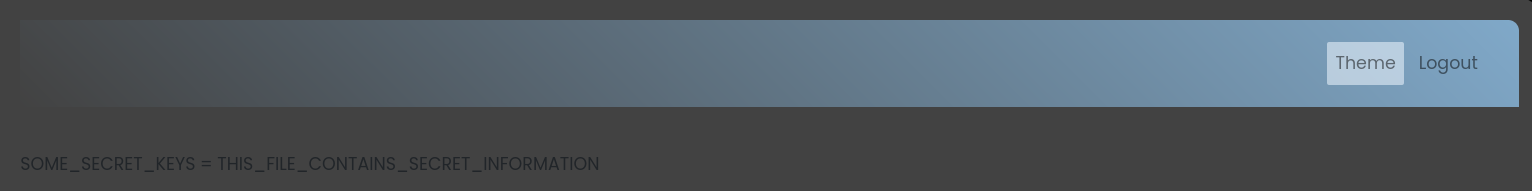 Theme Logout
SOME_SECRET_KEYS = THIS_FILE_CONTAINS_SECRET_INFORMATION